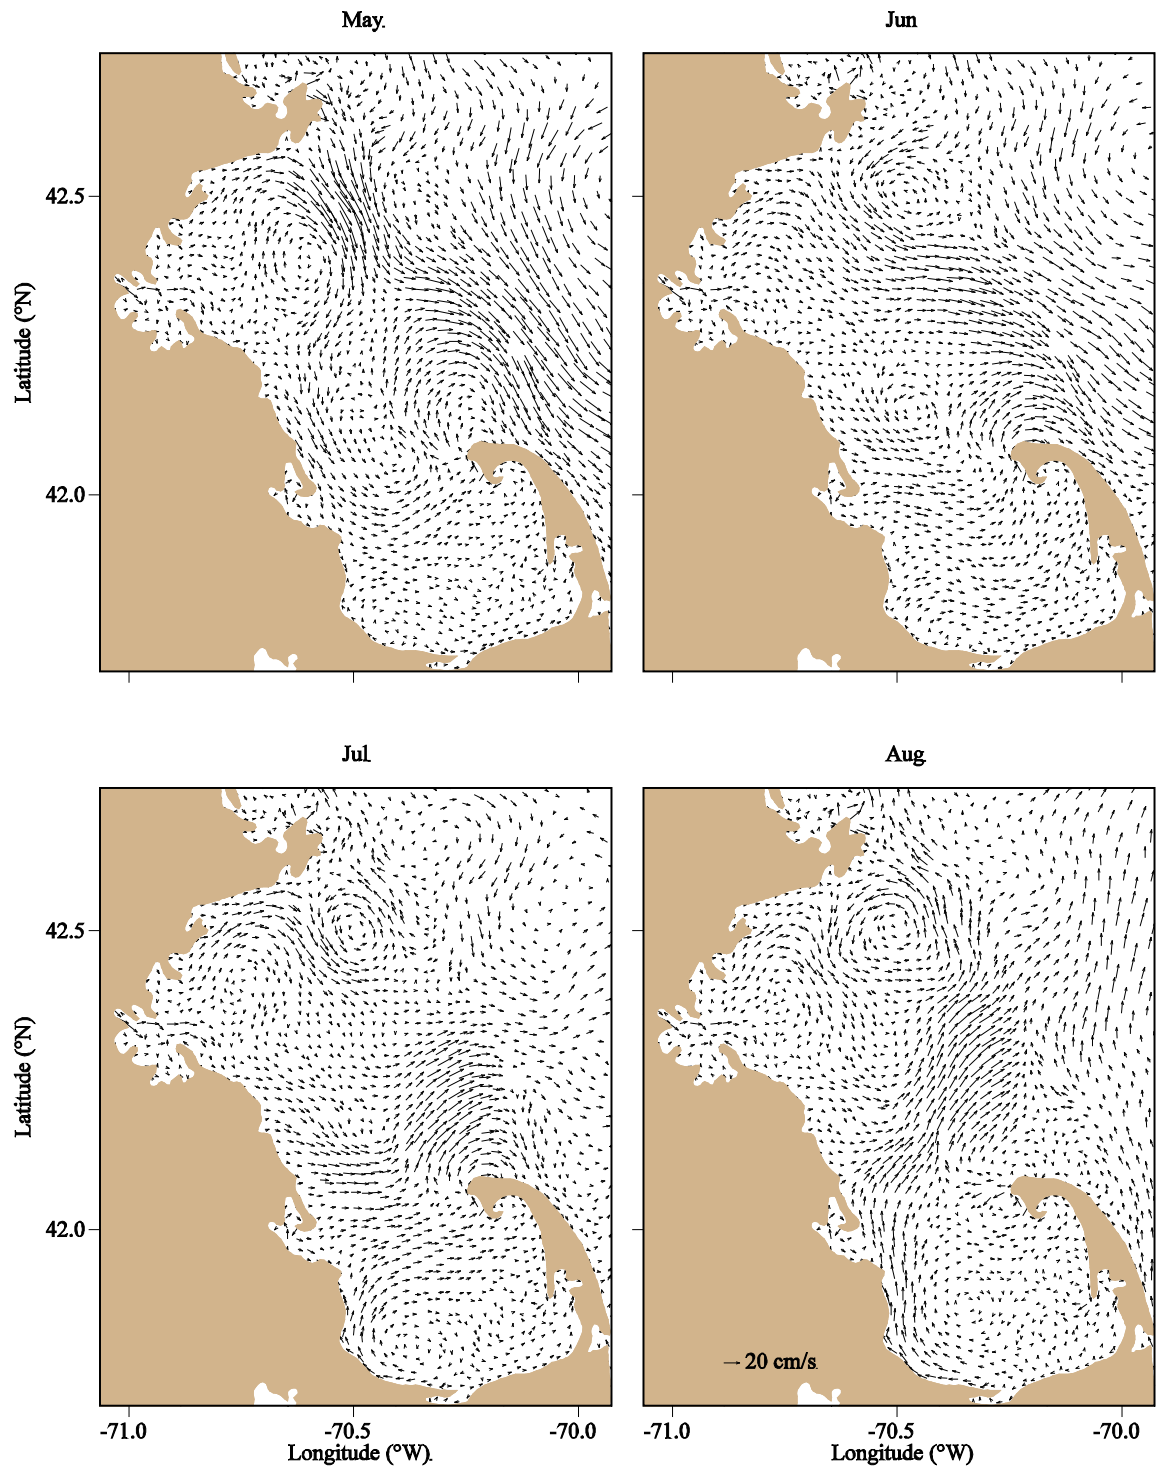 May.
Jun
42.5
42.0
Latitude (°N)
Jul
Aug
42.5
42.0
Latitude (°N)
20 cm/s
-71.0 -70.5 -70.0 -71.0 -70.5 -70.0
Longitude (°W). Longitude (°W)